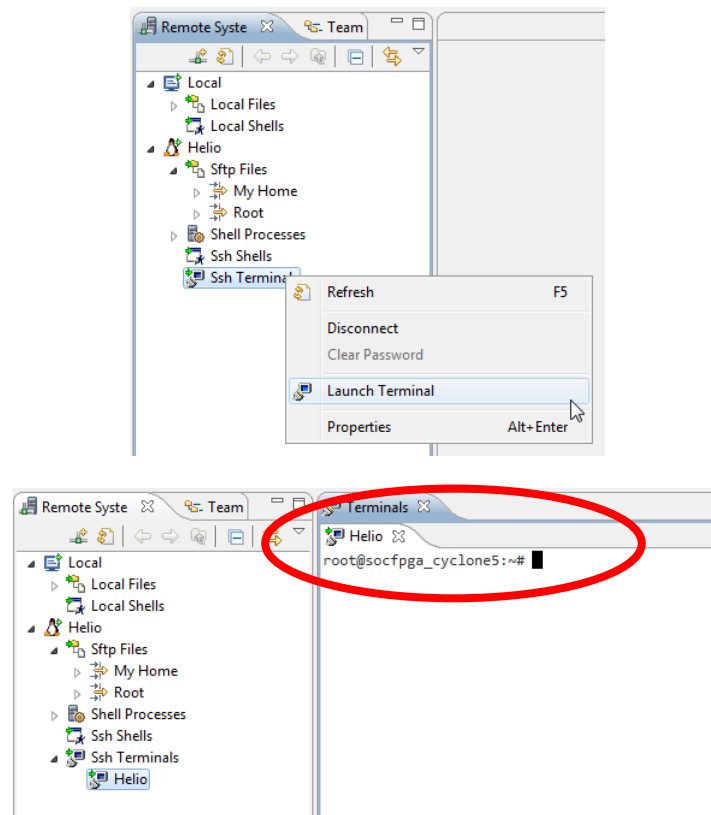 Remote Syste Team
Local
Local Files
Local Shells
Helio
Sftp Files
My Home
Root
Shell Processes
Ssh Shells
Ssh Terminal
Refresh F5
Disconnect
Clear Password
Launch Terminal
Properties Alt+Enter
Remote Syste Team Terminals
Helio
root@socfpga_cyclone5:~#
Local
Local Files
Local Shells
Helio
Sftp Files
My Home
Root
Shell Processes
Ssh Shells
Ssh Terminals
Helio